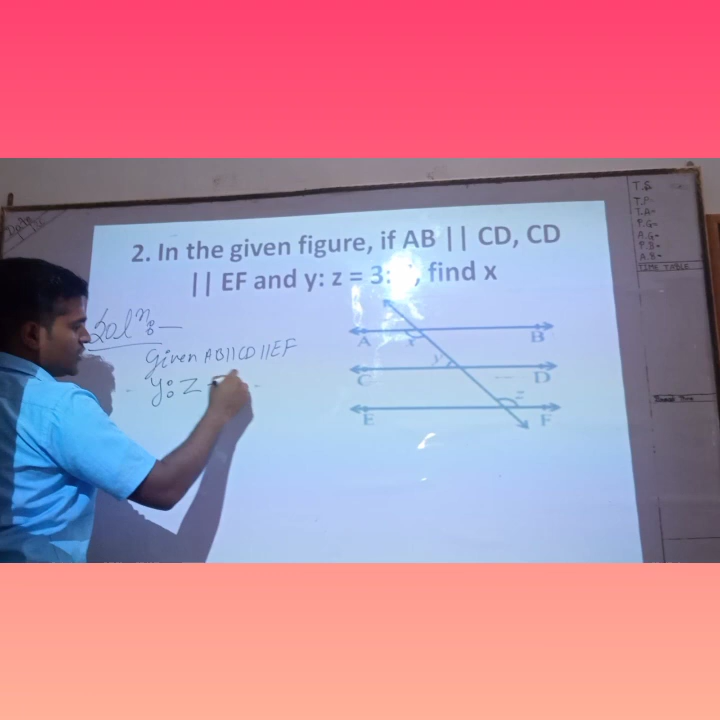 2. In the given figure, if AB || CD, CD
|| EF and y: z = 3: , find x
Solⁿ:—
Given AB||CD||EF
y: z =
A
x
B
y
C
D
z
E
F
T.S.
T.P-
T.A-
P.G-
A.G-
P.B-
A.B-
TIME TABLE